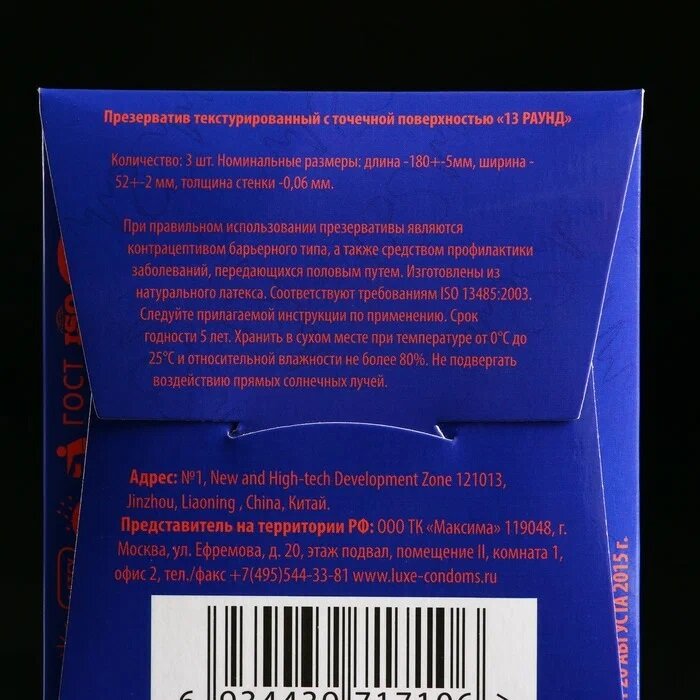 Презерватив текстурированный с точечной поверхностью «13 РАУНД»
Количество: 3 шт. Номинальные размеры: длина -180+-5мм, ширина -
52+-2 мм, толщина стенки -0,06 мм.
При правильном использовании презервативы являются
контрацептивом барьерного типа, а также средством профилактики
заболеваний, передающихся половым путем. Изготовлены из
натурального латекса. Соответствуют требованиям ISO 13485:2003.
Следуйте прилагаемой инструкции по применению. Срок
годности 5 лет. Хранить в сухом месте при температуре от 0°С до
25°С и относительной влажности не более 80%. Не подвергать
воздействию прямых солнечных лучей.
ГОСТ ISO
Адрес: №1, New and High-tech Development Zone 121013,
Jinzhou, Liaoning , China, Китай.
Представитель на территории РФ: ООО ТК «Максима» 119048, г.
Москва, ул. Ефремова, д. 20, этаж подвал, помещение II, комната 1,
офис 2, тел./факс +7(495)544-33-81 www.luxe-condoms.ru
20 АВГУСТА 2015 г.
6 934439 717106 >